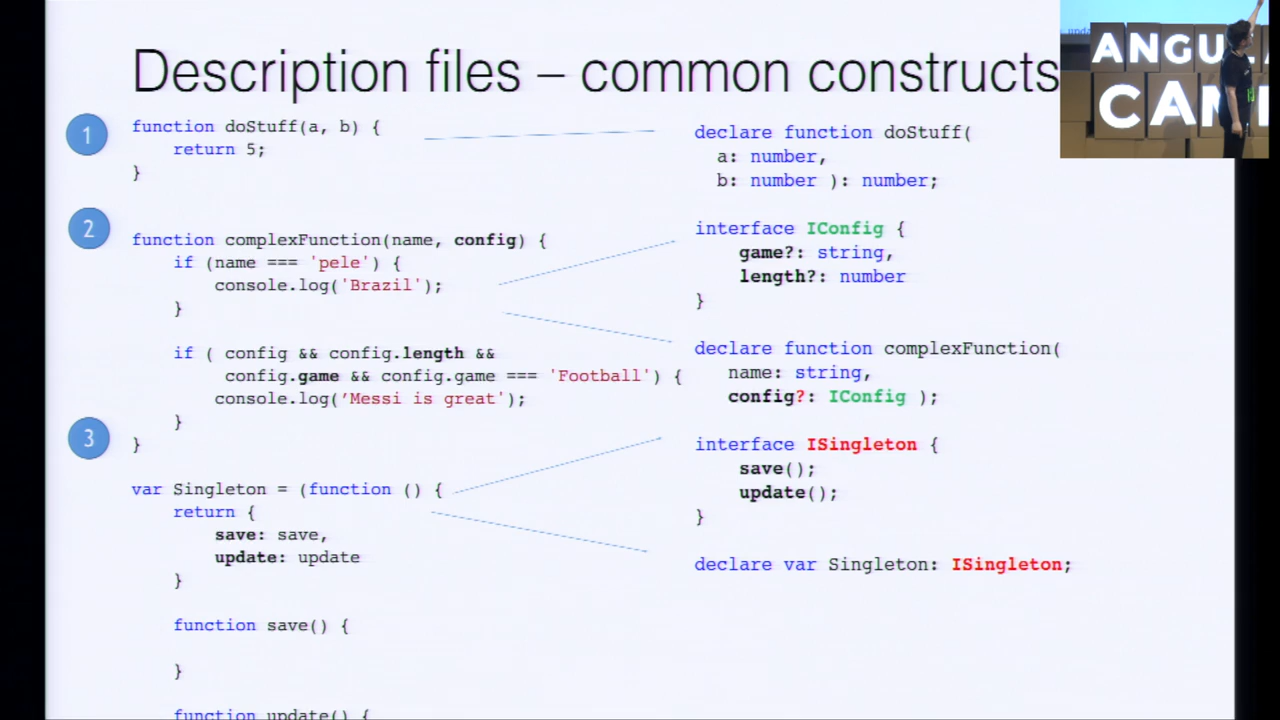 Description files – common constructs
1
function doStuff(a, b) {
return 5;
}
2
function complexFunction(name, config) {
if (name === 'pele') {
console.log('Brazil');
}
if ( config && config.length &&
config.game && config.game === 'Football') {
console.log(‘Messi is great');
}
}
3
var Singleton = (function () {
return {
save: save,
update: update
}
function save() {
}
function update() {
declare function doStuff(
a: number,
b: number ): number;
interface IConfig {
game?: string,
length?: number
}
declare function complexFunction(
name: string,
config?: IConfig );
interface ISingleton {
save();
update();
}
declare var Singleton: ISingleton;
ANGULA
CAM